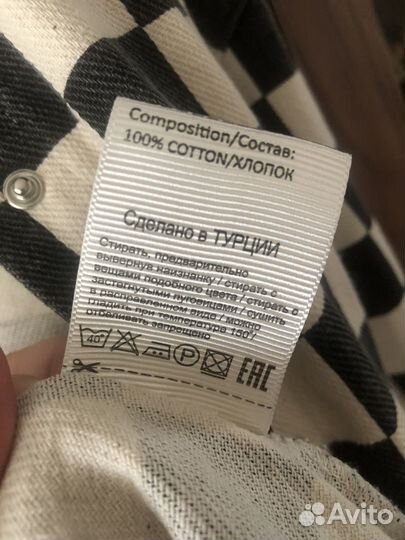 Composition/Состав:
100% COTTON/ХЛОПОК
Сделано в ТУРЦИИ
Стирать, предварительно
вывернув наизнанку / стирать с
вещами подобного цвета / стирать с
застегнутыми пуговицами / сушить
в расправленном виде / можно
гладить при температуре 150°/
отбеливать запрещено
40° P EAC
Avito